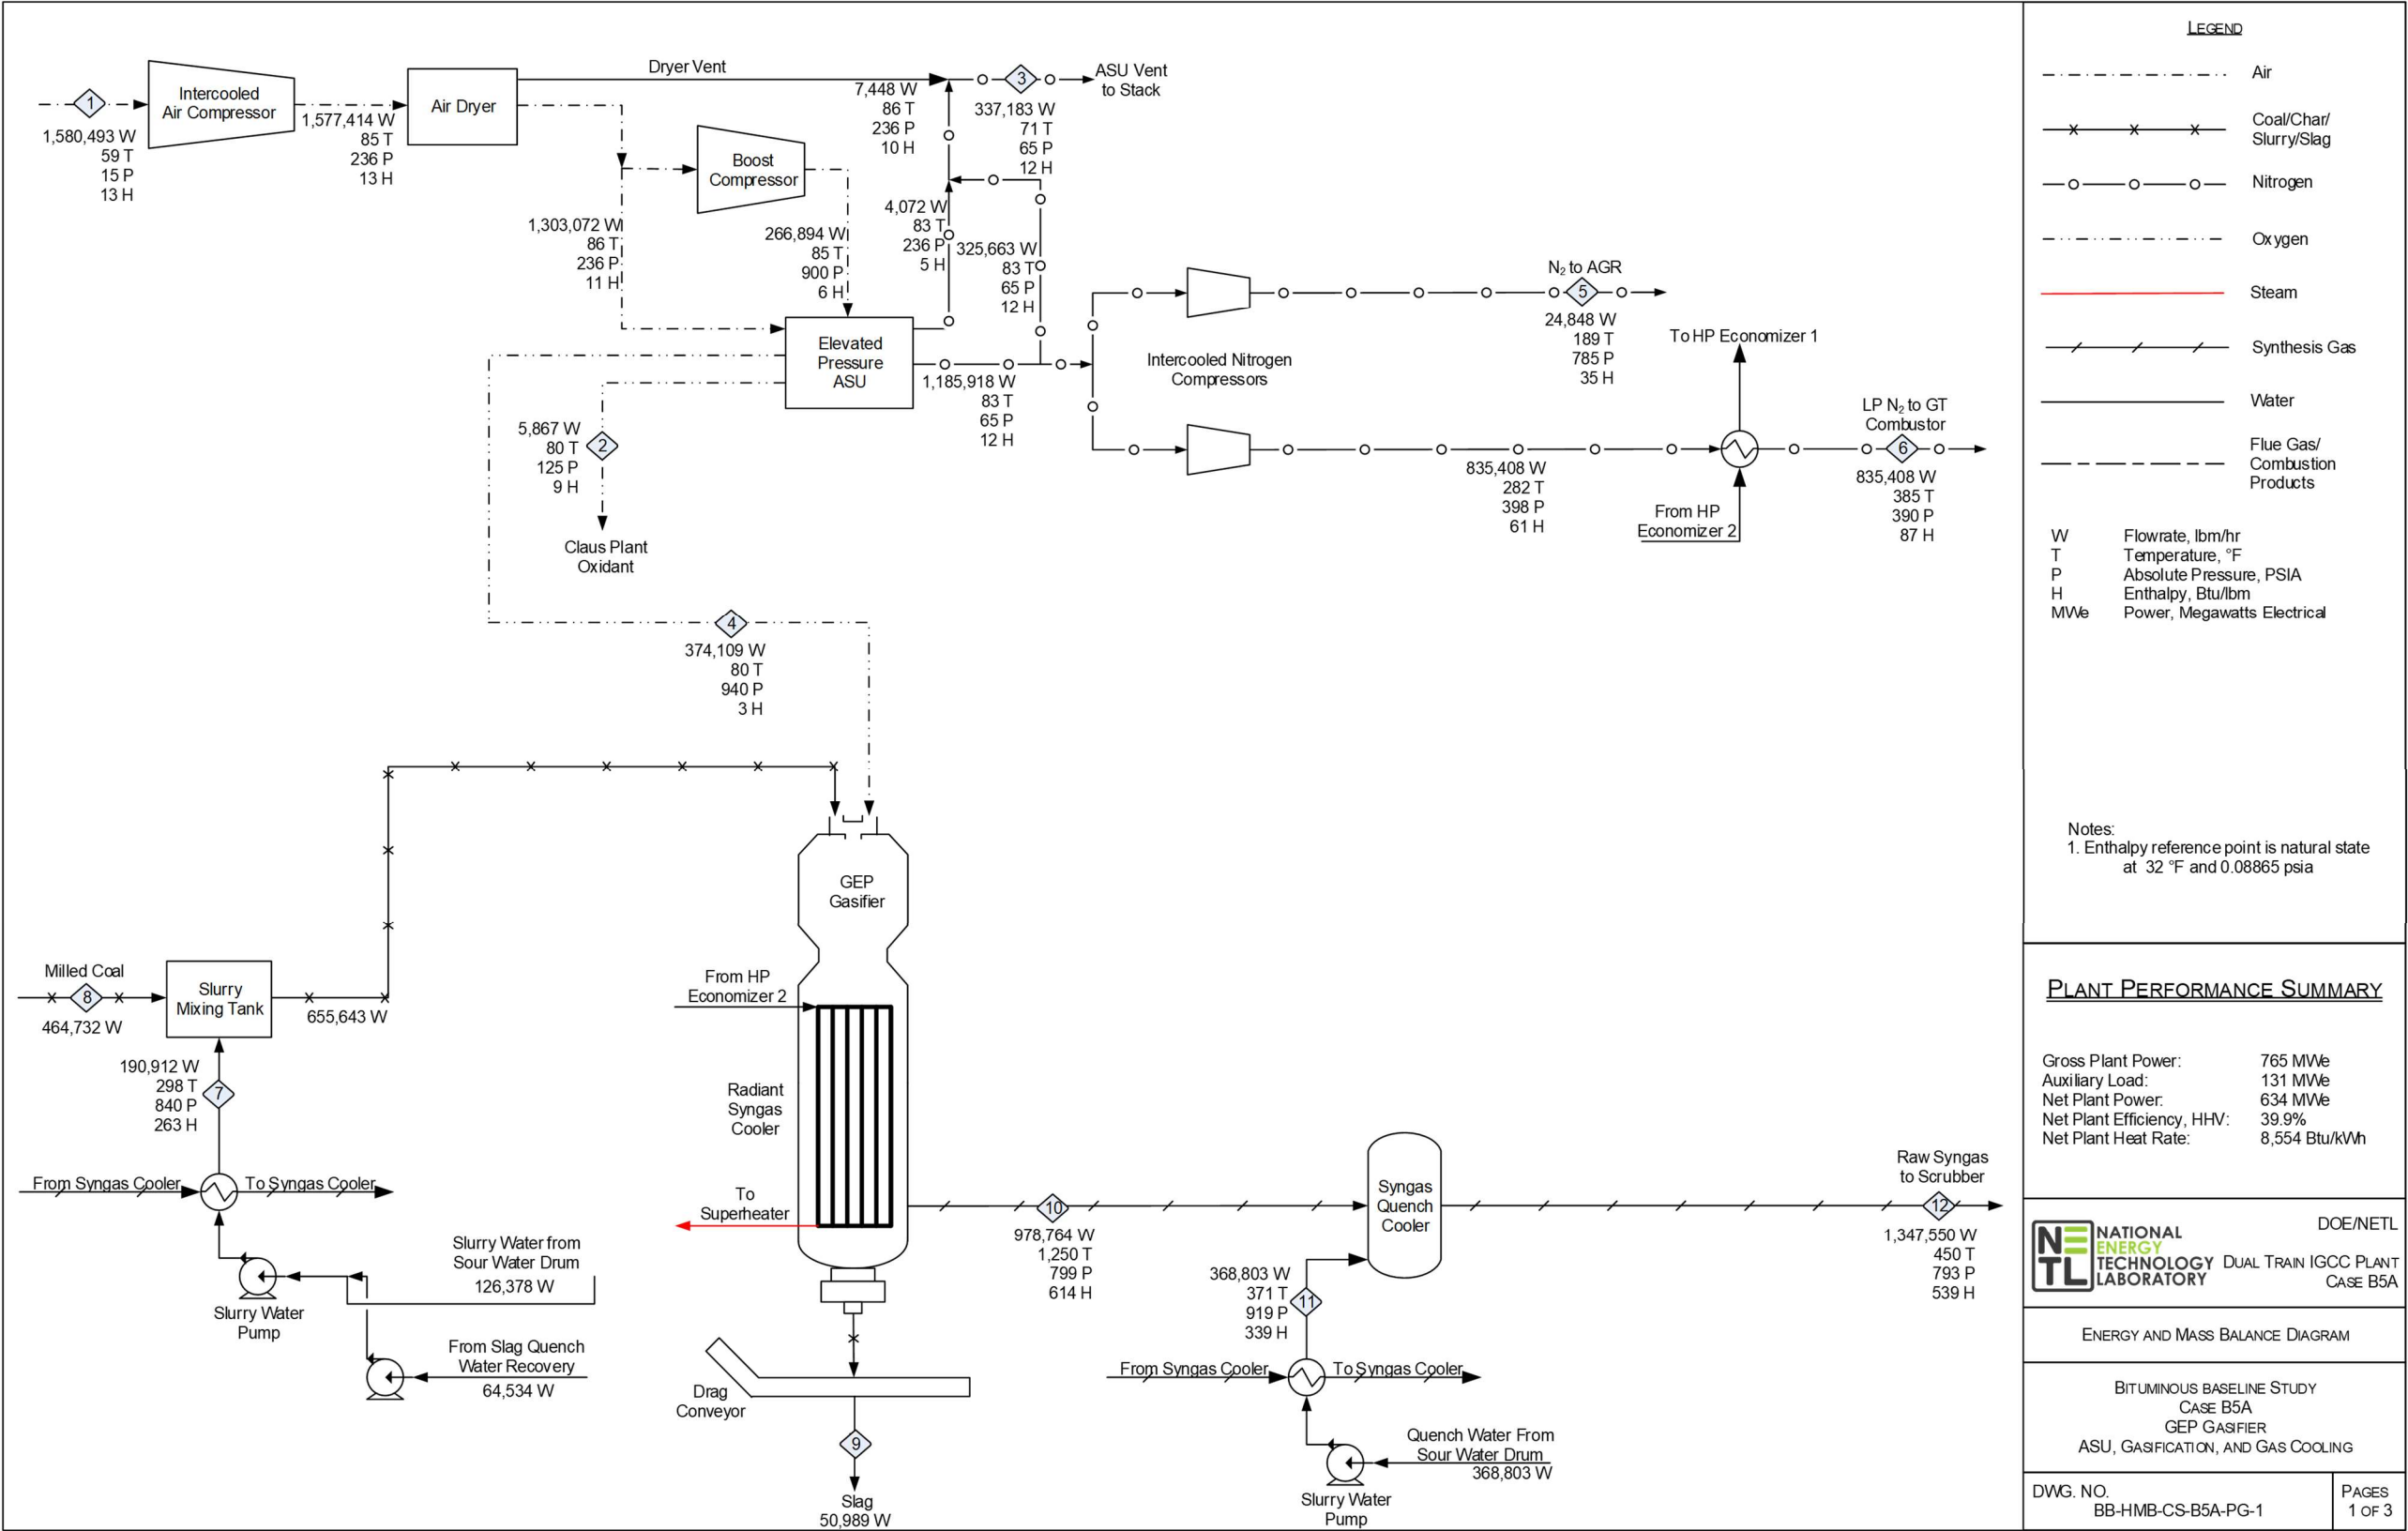 Dryer Vent
ASU Vent
to Stack
3
1
Intercooled
Air Compressor
Air Dryer
1,580,493 W
59 T
15 P
13 H
1,577,414 W
85 T
236 P
13 H
7,448 W
86 T
236 P
10 H
337,183 W
71 T
65 P
12 H
Boost
Compressor
1,303,072 W
86 T
236 P
11 H
266,894 W
85 T
900 P
6 H
4,072 W
83 T
236 P
5 H
325,663 W
83 T
65 P
12 H
Elevated
Pressure
ASU
1,185,918 W
83 T
65 P
12 H
Intercooled Nitrogen
Compressors
N2 to AGR
5
24,848 W
189 T
785 P
35 H
To HP Economizer 1
LP N2 to GT
Combustor
6
835,408 W
282 T
398 P
61 H
835,408 W
385 T
390 P
87 H
From HP
Economizer 2
5,867 W
80 T
125 P
9 H
2
Claus Plant
Oxidant
4
374,109 W
80 T
940 P
3 H
GEP
Gasifier
Milled Coal
8
464,732 W
Slurry
Mixing Tank
655,643 W
190,912 W
298 T
840 P
263 H
7
From Syngas Cooler
To Syngas Cooler
Slurry Water from
Sour Water Drum
126,378 W
Slurry Water
Pump
From Slag Quench
Water Recovery
64,534 W
From HP
Economizer 2
Radiant
Syngas
Cooler
To
Superheater
Drag
Conveyor
9
Slag
50,989 W
10
978,764 W
1,250 T
799 P
614 H
Syngas
Quench
Cooler
368,803 W
371 T
919 P
339 H
11
From Syngas Cooler
To Syngas Cooler
Quench Water From
Sour Water Drum
368,803 W
Slurry Water
Pump
Raw Syngas
to Scrubber
12
1,347,550 W
450 T
793 P
539 H
LEGEND
Air
Coal/Char/
Slurry/Slag
Nitrogen
Oxygen
Steam
Synthesis Gas
Water
Flue Gas/
Combustion
Products
W Flowrate, lbm/hr
T Temperature, °F
P Absolute Pressure, PSIA
H Enthalpy, Btu/lbm
MWe Power, Megawatts Electrical
Notes:
1. Enthalpy reference point is natural state
at 32 °F and 0.08865 psia
PLANT PERFORMANCE SUMMARY
Gross Plant Power: 765 MWe
Auxiliary Load: 131 MWe
Net Plant Power: 634 MWe
Net Plant Efficiency, HHV: 39.9%
Net Plant Heat Rate: 8,554 Btu/kWh
NETL
NATIONAL
ENERGY
TECHNOLOGY
LABORATORY
DOE/NETL
DUAL TRAIN IGCC PLANT
CASE B5A
ENERGY AND MASS BALANCE DIAGRAM
BITUMINOUS BASELINE STUDY
CASE B5A
GEP GASIFIER
ASU, GASIFICATION, AND GAS COOLING
DWG. NO.
BB-HMB-CS-B5A-PG-1
PAGES
1 OF 3